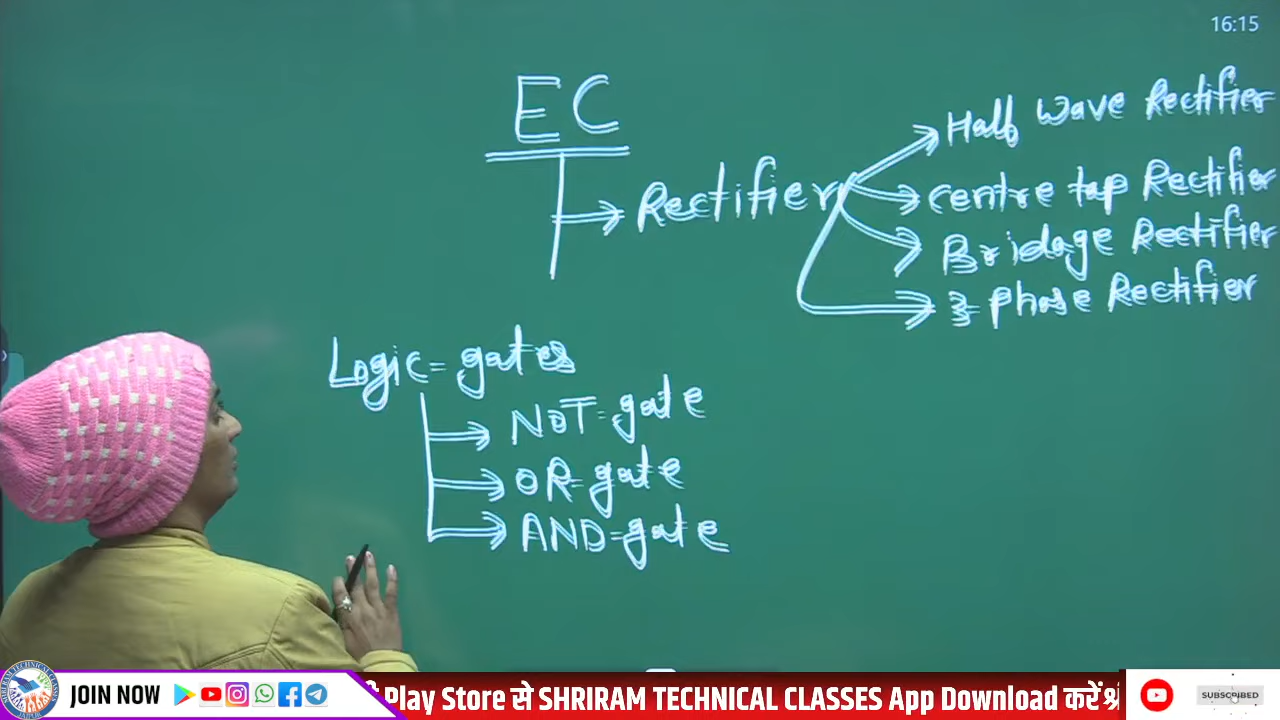 16:15
EC
Rectifier
Half Wave Rectifier
Centre tap Rectifier
Bridage Rectifier
3 Phase Rectifier
Logic=gates
NOT=gate
OR=gate
AND=gate
JOIN NOW
Play Store से SHRIRAM TECHNICAL CLASSES App Download करें
SUBSCRIBED